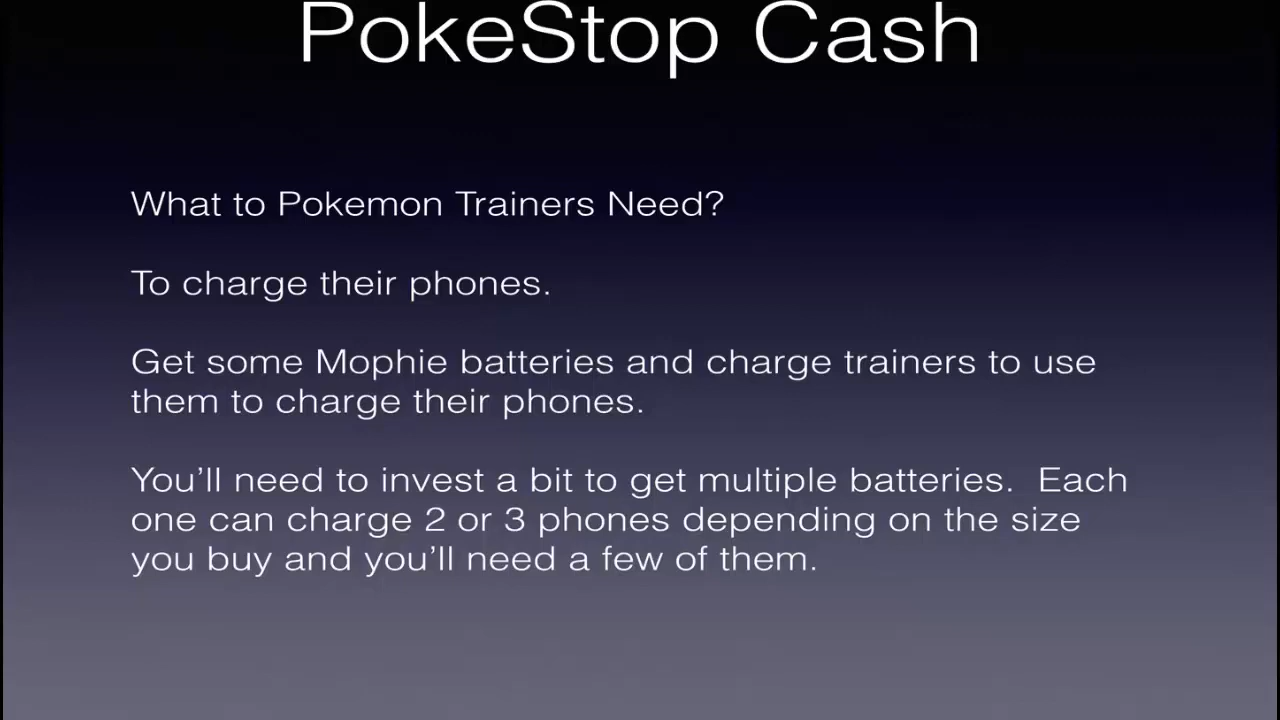 PokeStop Cash
What to Pokemon Trainers Need?
To charge their phones.
Get some Mophie batteries and charge trainers to use
them to charge their phones.
You’ll need to invest a bit to get multiple batteries.  Each
one can charge 2 or 3 phones depending on the size
you buy and you’ll need a few of them.